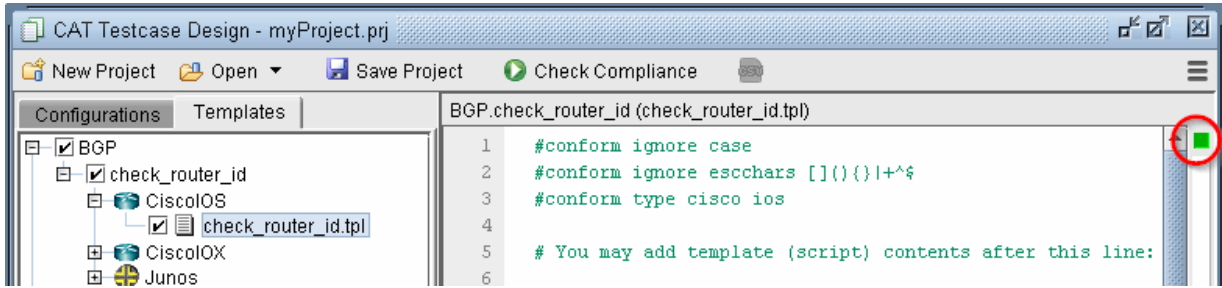 CAT Testcase Design - myProject.prj
New Project Open Save Project Check Compliance CSV
Configurations Templates
BGP.check_router_id (check_router_id.tpl)
BGP
check_router_id
CiscoIOS
check_router_id.tpl
CiscoIOX
Junos
1 #conform ignore case
2 #conform ignore escchars [](){}|+^$
3 #conform type cisco ios
4
5 # You may add template (script) contents after this line:
6